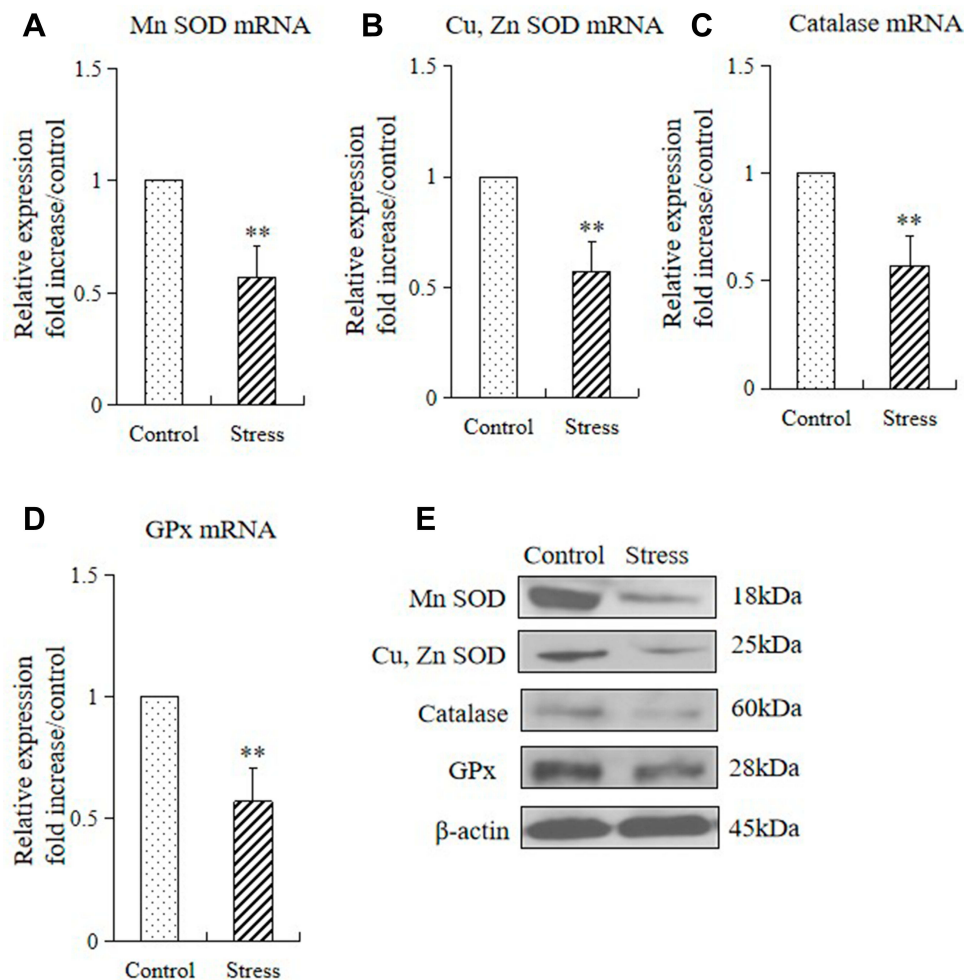 A
Mn SOD mRNA
Relative expression
fold increase/control
1.5
1
0.5
0
**
Control Stress
B
Cu, Zn SOD mRNA
Relative expression
fold increase/control
1.5
1
0.5
0
**
Control Stress
C
Catalase mRNA
Relative expression
fold increase/control
1.5
1
0.5
0
**
Control Stress
D
GPx mRNA
Relative expression
fold increase/control
1.5
1
0.5
0
**
Control Stress
E
Control Stress
Mn SOD 18kDa
Cu, Zn SOD 25kDa
Catalase 60kDa
GPx 28kDa
β-actin 45kDa